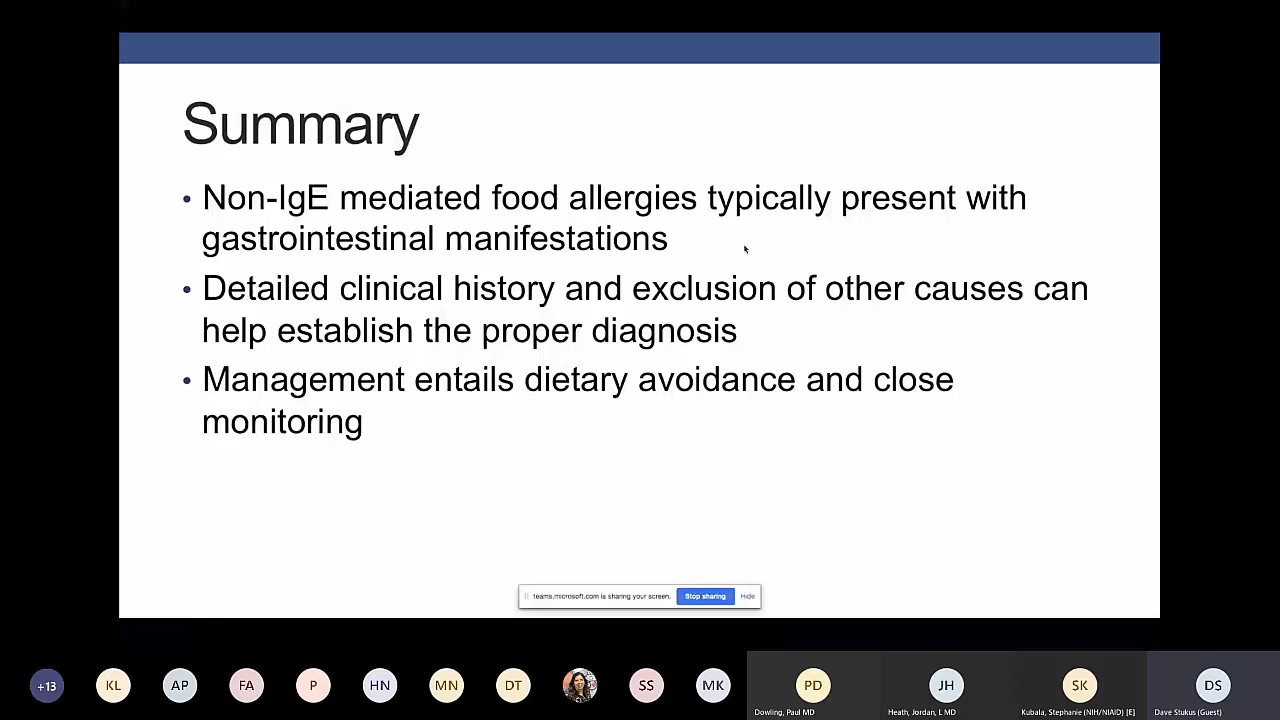 Summary
• Non-IgE mediated food allergies typically present with
gastrointestinal manifestations
• Detailed clinical history and exclusion of other causes can
help establish the proper diagnosis
• Management entails dietary avoidance and close
monitoring
teams.microsoft.com is sharing your screen. Stop sharing Hide
+13 KL AP FA P HN MN DT SS MK PD JH SK DS
Dowling, Paul MD Heath, Jordan, L MD Kubala, Stephanie (NIH/NIAID) [E] Dave Stukus (Guest)